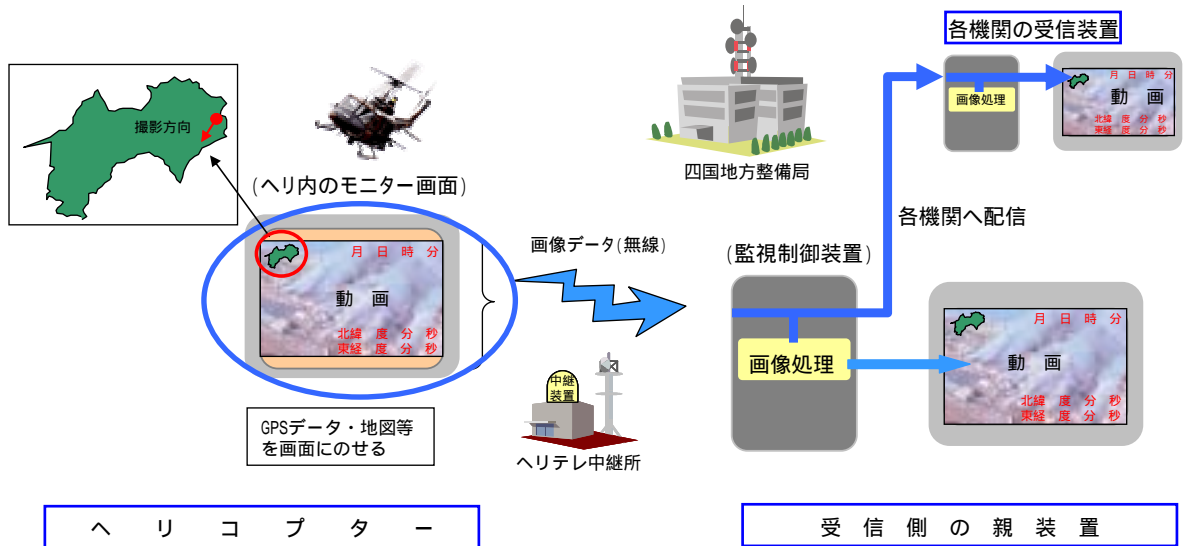 各機関の受信装置
撮影方向
(ヘリ内のモニター画面)
四国地方整備局
画像処理
月 日 時 分
動 画
北緯 度 分 秒
東経 度 分 秒
各機関へ配信
画像データ(無線)
(監視制御装置)
月 日 時 分
動 画
北緯 度 分 秒
東経 度 分 秒
画像処理
月 日 時 分
動 画
北緯 度 分 秒
東経 度 分 秒
中継
装置
ヘリテレ中継所
GPSデータ・地図等
を画面にのせる
ヘ リ コ プ タ ー
受 信 側 の 親 装 置